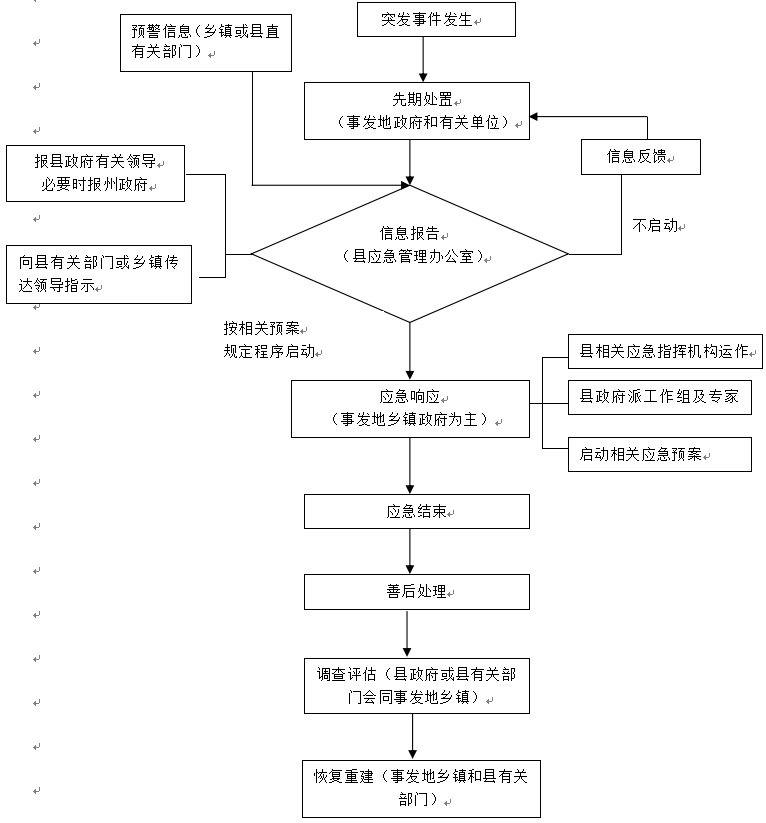 突发事件发生
预警信息（乡镇或县直
有关部门）
先期处置
（事发地政府和有关单位）
报县政府有关领导
必要时报州政府
信息反馈
不启动
信息报告
（县应急管理办公室）
向县有关部门或乡镇传
达领导指示
按相关预案
规定程序启动
县相关应急指挥机构运作
应急响应
（事发地乡镇政府为主）
县政府派工作组及专家
启动相关应急预案
应急结束
善后处理
调查评估（县政府或县有关部
门会同事发地乡镇）
恢复重建（事发地乡镇和县有关
部门）